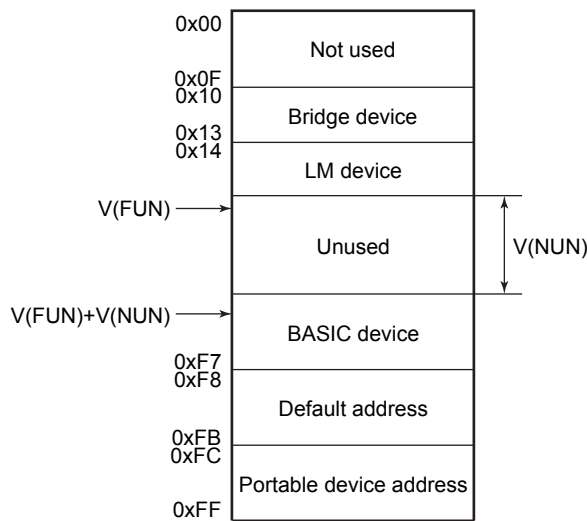 0x00
Not used
0x0F
0x10
Bridge device
0x13
0x14
LM device
V(FUN)
Unused
V(NUN)
V(FUN)+V(NUN)
BASIC device
0xF7
0xF8
Default address
0xFB
0xFC
Portable device address
0xFF